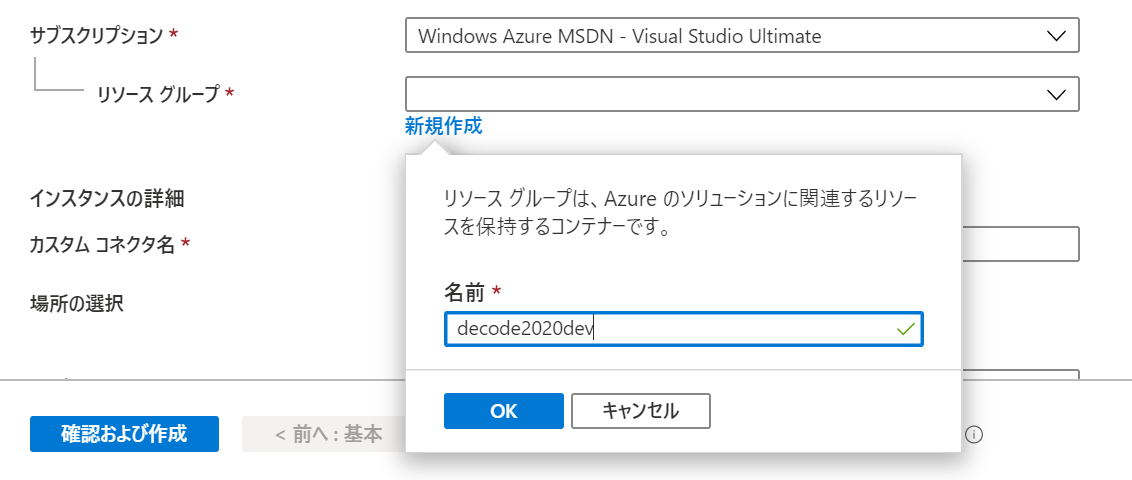 サブスクリプション *
Windows Azure MSDN - Visual Studio Ultimate
リソース グループ *
新規作成
リソース グループは、Azure のソリューションに関連するリソー
スを保持するコンテナーです。
インスタンスの詳細
カスタム コネクタ名 *
名前 *
場所の選択
decode2020dev
OK
キャンセル
確認および作成
< 前へ : 基本